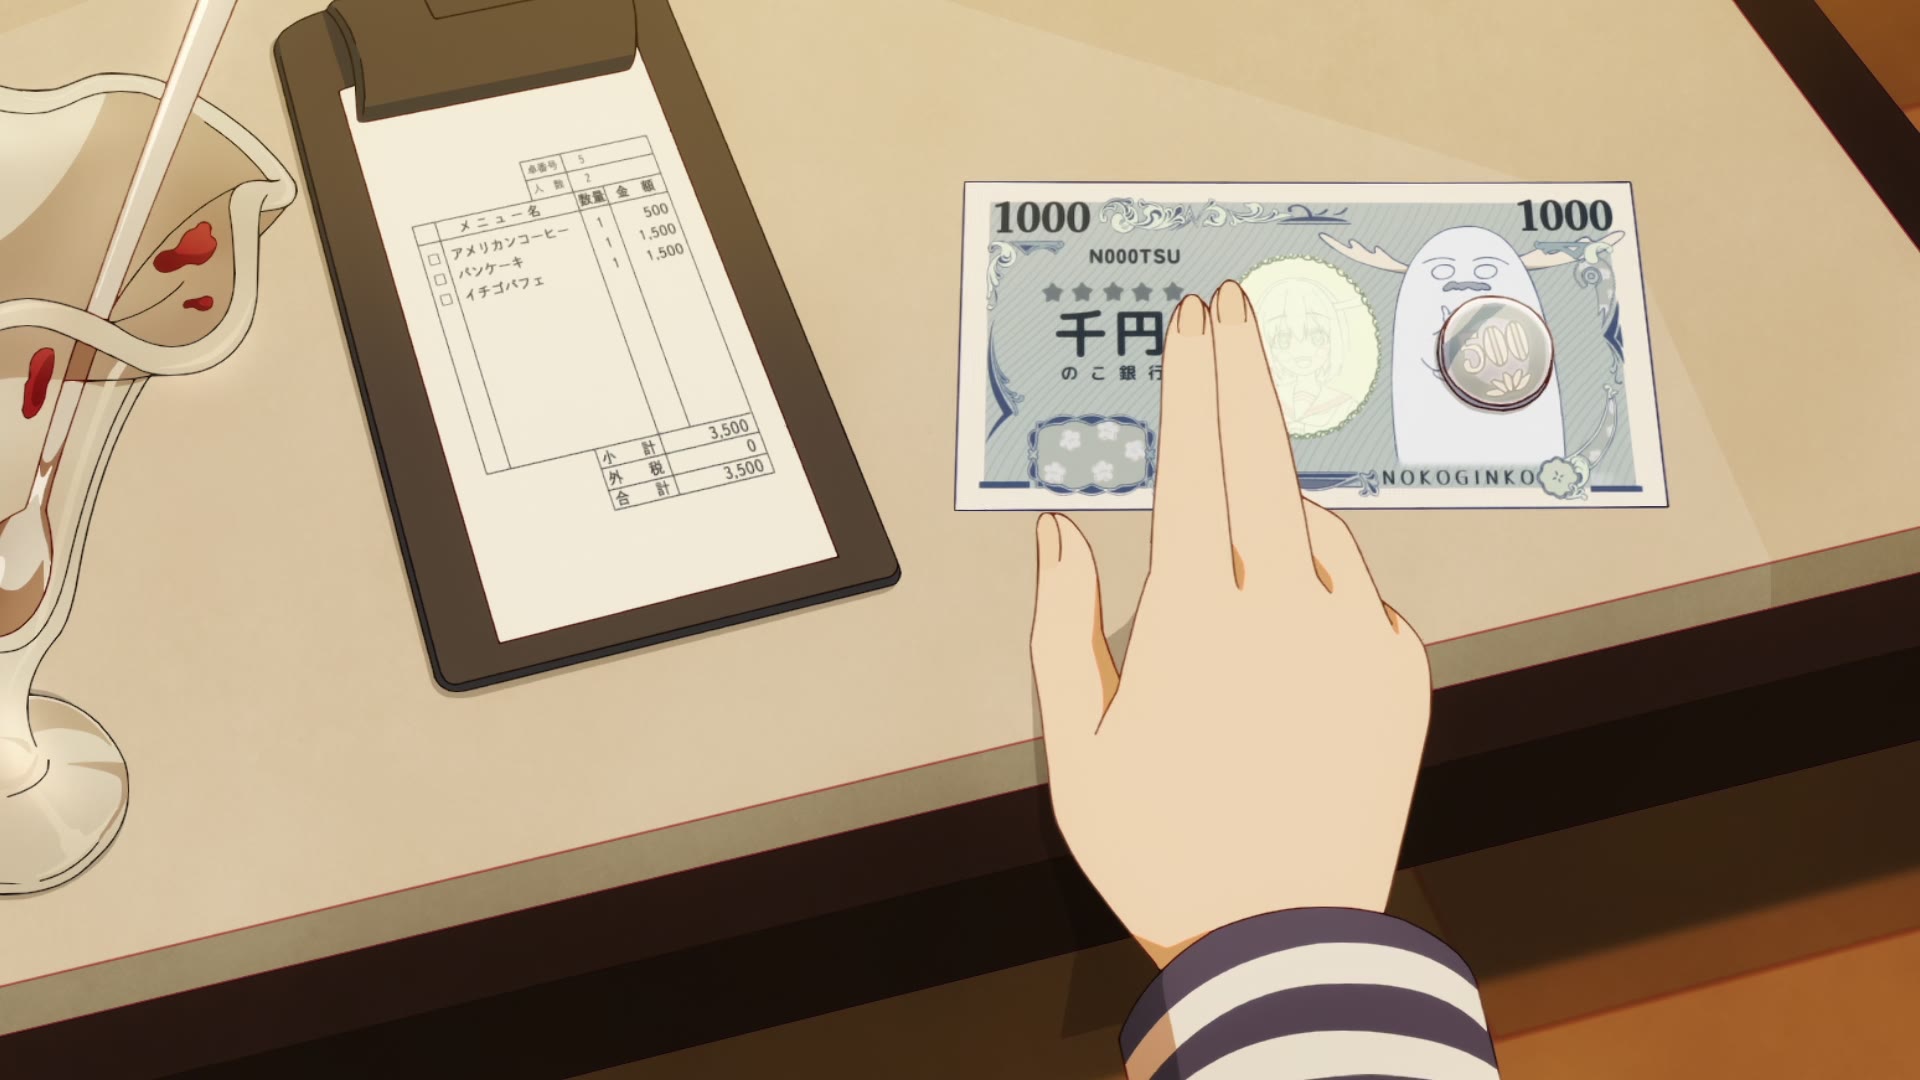 卓番号 5
人数 2
メニュー名 数量 金額
アメリカンコーヒー 1 500
パンケーキ 1 1,500
イチゴパフェ 1 1,500
小計 3,500
外税 0
合計 3,500
1000 1000
N000TSU
★★★★★
千円
のこ銀行
NOKOGINKO
500